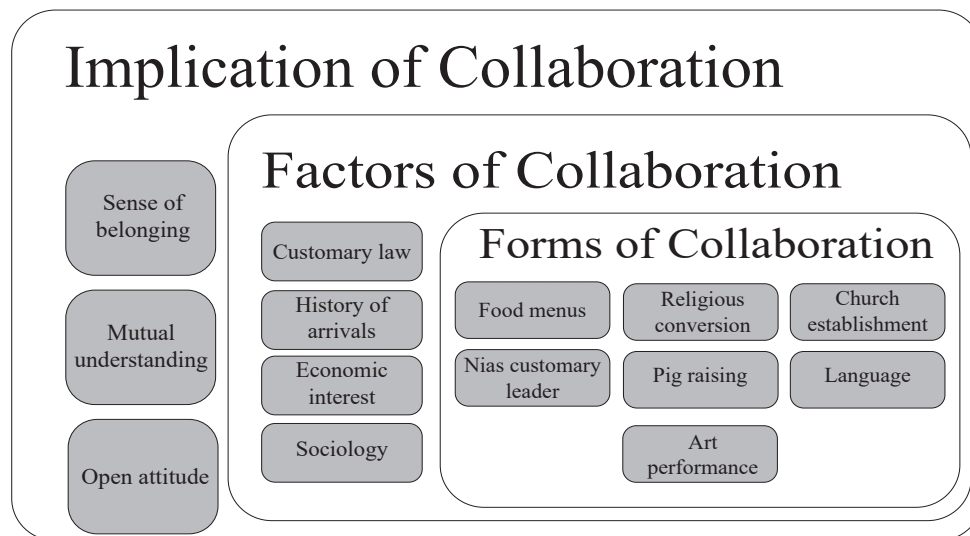 Implication of Collaboration
Sense of
belonging
Mutual
understanding
Open attitude
Factors of Collaboration
Customary law
History of
arrivals
Economic
interest
Sociology
Forms of Collaboration
Food menus
Religious
conversion
Church
establishment
Nias customary
leader
Pig raising
Language
Art
performance